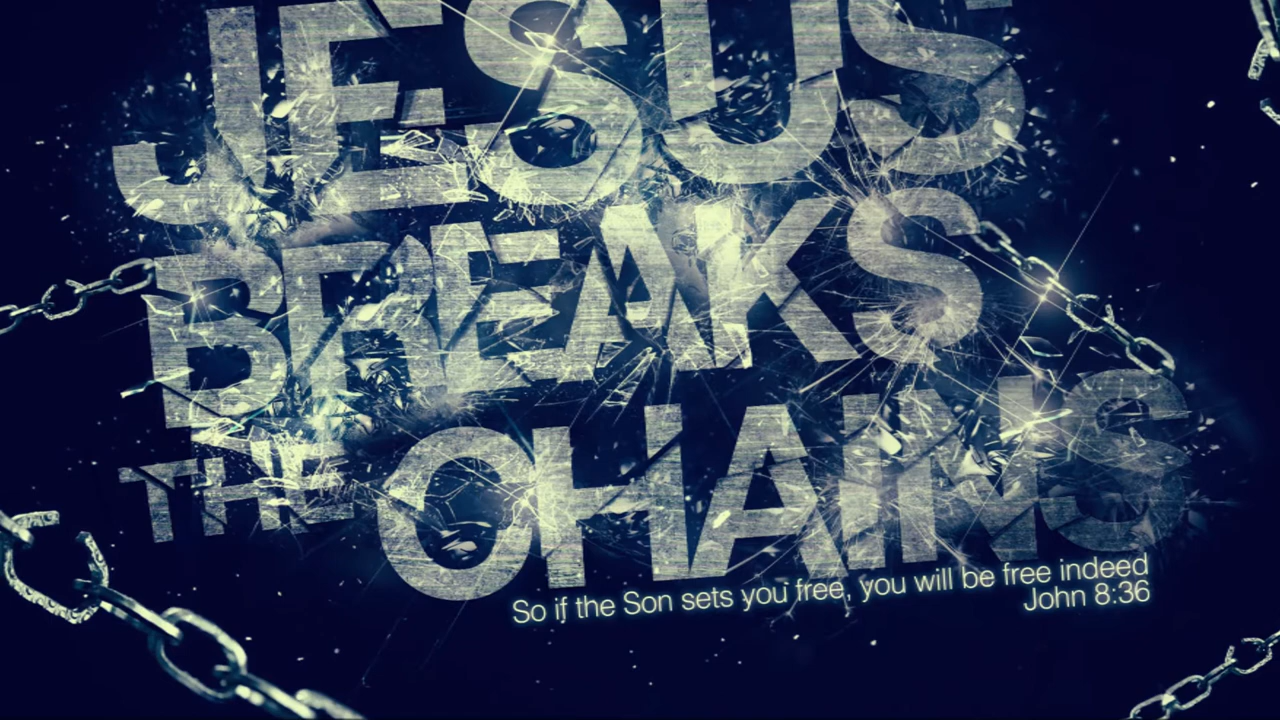 JESUS
BREAKS
THE CHAINS
So if the Son sets you free, you will be free indeed
John 8:36